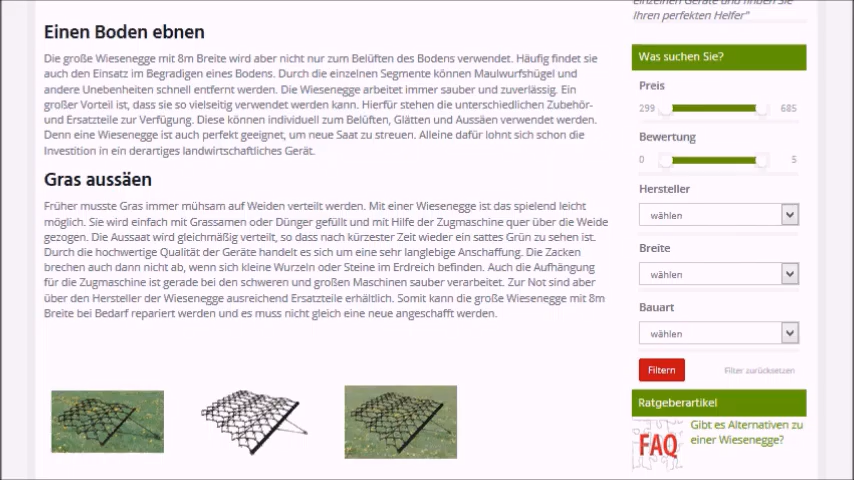 Einen Boden ebnen
Die große Wiesenegge mit 8m Breite wird aber nicht nur zum Belüften des Bodens verwendet. Häufig findet sie
auch den Einsatz im Begradigen eines Bodens. Durch die einzelnen Segmente können Maulwurfshügel und
andere Unebenheiten schnell entfernt werden. Die Wiesenegge arbeitet immer sauber und zuverlässig. Ein
großer Vorteil ist, dass sie so vielseitig verwendet werden kann. Hierfür stehen die unterschiedlichen Zubehör-
und Ersatzteile zur Verfügung. Diese können individuell zum Belüften, Glätten und Aussäen verwendet werden.
Denn eine Wiesenegge ist auch perfekt geeignet, um neue Saat zu streuen. Alleine dafür lohnt sich schon die
Investition in ein derartiges landwirtschaftliches Gerät.
Gras aussäen
Früher musste Gras immer mühsam auf Weiden verteilt werden. Mit einer Wiesenegge ist das spielend leicht
möglich. Sie wird einfach mit Grassamen oder Dünger gefüllt und mit Hilfe der Zugmaschine quer über die Weide
gezogen. Die Aussaat wird gleichmäßig verteilt, so dass nach kürzester Zeit wieder ein sattes Grün zu sehen ist.
Durch die hochwertige Qualität der Geräte handelt es sich um eine sehr langlebige Anschaffung. Die Zacken
brechen auch dann nicht ab, wenn sich kleine Wurzeln oder Steine im Erdreich befinden. Auch die Aufhängung
für die Zugmaschine ist gerade bei den schweren und großen Maschinen sauber verarbeitet. Zur Not sind aber
über den Hersteller der Wiesenegge ausreichend Ersatzteile erhältlich. Somit kann die große Wiesenegge mit 8m
Breite bei Bedarf repariert werden und es muss nicht gleich eine neue angeschafft werden.
einzelnen Geräte und finden Sie
Ihren perfekten Helfer"
Was suchen Sie?
Preis
299 685
Bewertung
0 5
Hersteller
wählen
Breite
wählen
Bauart
wählen
Filtern Filter zurücksetzen
Ratgeberartikel
FAQ
Gibt es Alternativen zu
einer Wiesenegge?